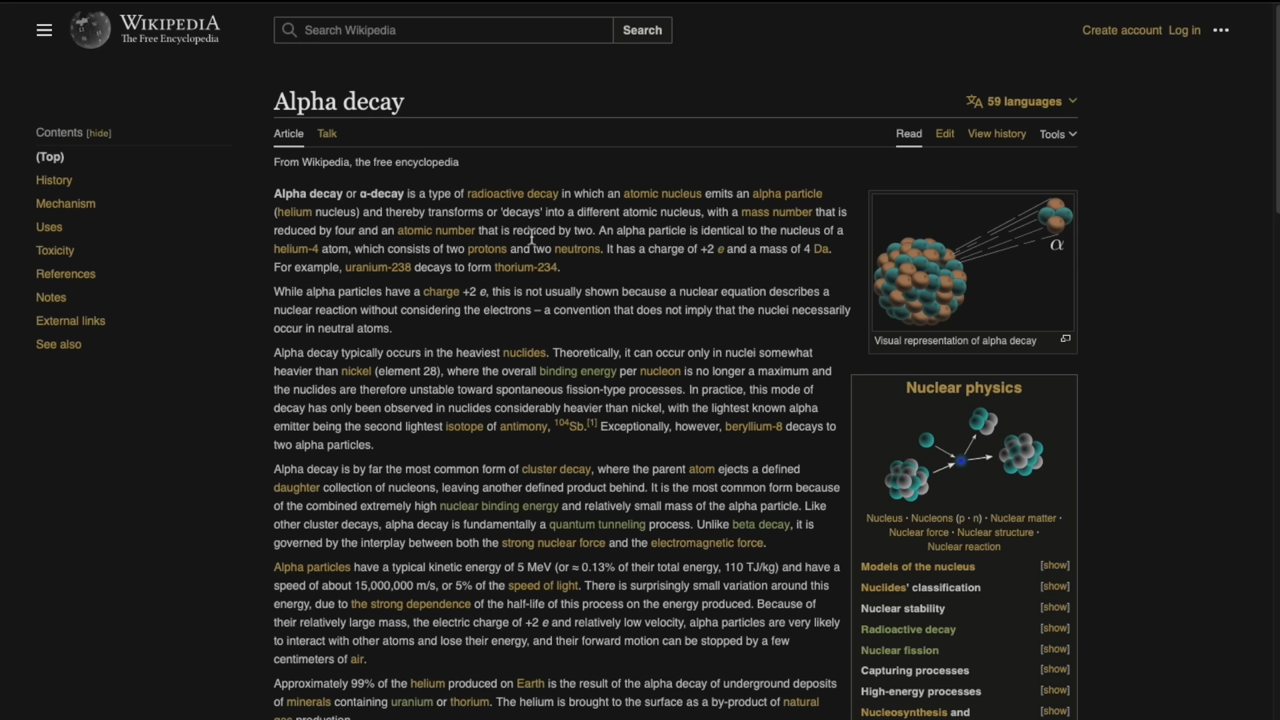 WIKIPEDIA
The Free Encyclopedia
Search Wikipedia
Search
Create account Log in
Alpha decay
59 languages
Contents [hide]
(Top)
History
Mechanism
Uses
Toxicity
References
Notes
External links
See also
Article Talk
Read Edit View history Tools
From Wikipedia, the free encyclopedia
Alpha decay or α-decay is a type of radioactive decay in which an atomic nucleus emits an alpha particle
(helium nucleus) and thereby transforms or 'decays' into a different atomic nucleus, with a mass number that is
reduced by four and an atomic number that is reduced by two. An alpha particle is identical to the nucleus of a
helium-4 atom, which consists of two protons and two neutrons. It has a charge of +2 e and a mass of 4 Da.
For example, uranium-238 decays to form thorium-234.
While alpha particles have a charge +2 e, this is not usually shown because a nuclear equation describes a
nuclear reaction without considering the electrons – a convention that does not imply that the nuclei necessarily
occur in neutral atoms.
Alpha decay typically occurs in the heaviest nuclides. Theoretically, it can occur only in nuclei somewhat
heavier than nickel (element 28), where the overall binding energy per nucleon is no longer a maximum and
the nuclides are therefore unstable toward spontaneous fission-type processes. In practice, this mode of
decay has only been observed in nuclides considerably heavier than nickel, with the lightest known alpha
emitter being the second lightest isotope of antimony, ¹⁰⁴Sb.[1] Exceptionally, however, beryllium-8 decays to
two alpha particles.
Alpha decay is by far the most common form of cluster decay, where the parent atom ejects a defined
daughter collection of nucleons, leaving another defined product behind. It is the most common form because
of the combined extremely high nuclear binding energy and relatively small mass of the alpha particle. Like
other cluster decays, alpha decay is fundamentally a quantum tunneling process. Unlike beta decay, it is
governed by the interplay between both the strong nuclear force and the electromagnetic force.
Alpha particles have a typical kinetic energy of 5 MeV (or ≈ 0.13% of their total energy, 110 TJ/kg) and have a
speed of about 15,000,000 m/s, or 5% of the speed of light. There is surprisingly small variation around this
energy, due to the strong dependence of the half-life of this process on the energy produced. Because of
their relatively large mass, the electric charge of +2 e and relatively low velocity, alpha particles are very likely
to interact with other atoms and lose their energy, and their forward motion can be stopped by a few
centimeters of air.
Approximately 99% of the helium produced on Earth is the result of the alpha decay of underground deposits
of minerals containing uranium or thorium. The helium is brought to the surface as a by-product of natural
gas production.
α
Visual representation of alpha decay
Nuclear physics
Nucleus · Nucleons (p · n) · Nuclear matter ·
Nuclear force · Nuclear structure ·
Nuclear reaction
Models of the nucleus [show]
Nuclides' classification [show]
Nuclear stability [show]
Radioactive decay [show]
Nuclear fission [show]
Capturing processes [show]
High-energy processes [show]
Nucleosynthesis and [show]